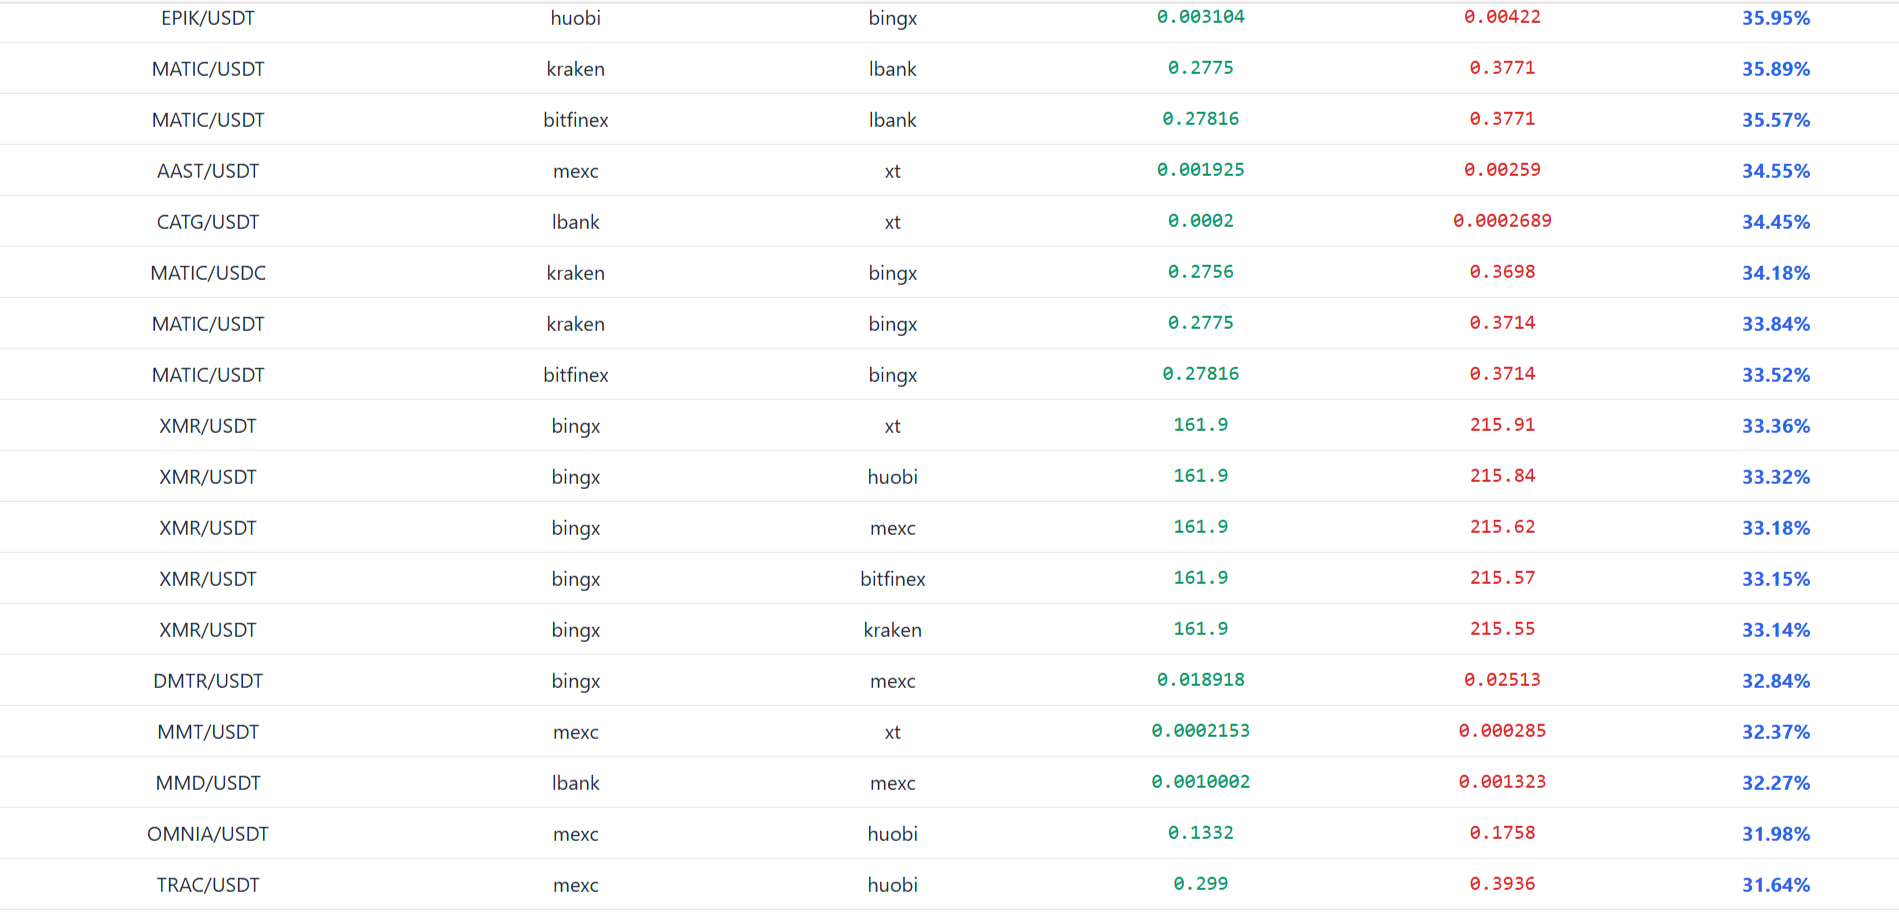 EPIK/USDT huobi bingx 0.003104 0.00422 35.95%
MATIC/USDT kraken lbank 0.2775 0.3771 35.89%
MATIC/USDT bitfinex lbank 0.27816 0.3771 35.57%
AAST/USDT mexc xt 0.001925 0.00259 34.55%
CATG/USDT lbank xt 0.0002 0.0002689 34.45%
MATIC/USDC kraken bingx 0.2756 0.3698 34.18%
MATIC/USDT kraken bingx 0.2775 0.3714 33.84%
MATIC/USDT bitfinex bingx 0.27816 0.3714 33.52%
XMR/USDT bingx xt 161.9 215.91 33.36%
XMR/USDT bingx huobi 161.9 215.84 33.32%
XMR/USDT bingx mexc 161.9 215.62 33.18%
XMR/USDT bingx bitfinex 161.9 215.57 33.15%
XMR/USDT bingx kraken 161.9 215.55 33.14%
DMTR/USDT bingx mexc 0.018918 0.02513 32.84%
MMT/USDT mexc xt 0.0002153 0.000285 32.37%
MMD/USDT lbank mexc 0.0010002 0.001323 32.27%
OMNIA/USDT mexc huobi 0.1332 0.1758 31.98%
TRAC/USDT mexc huobi 0.299 0.3936 31.64%